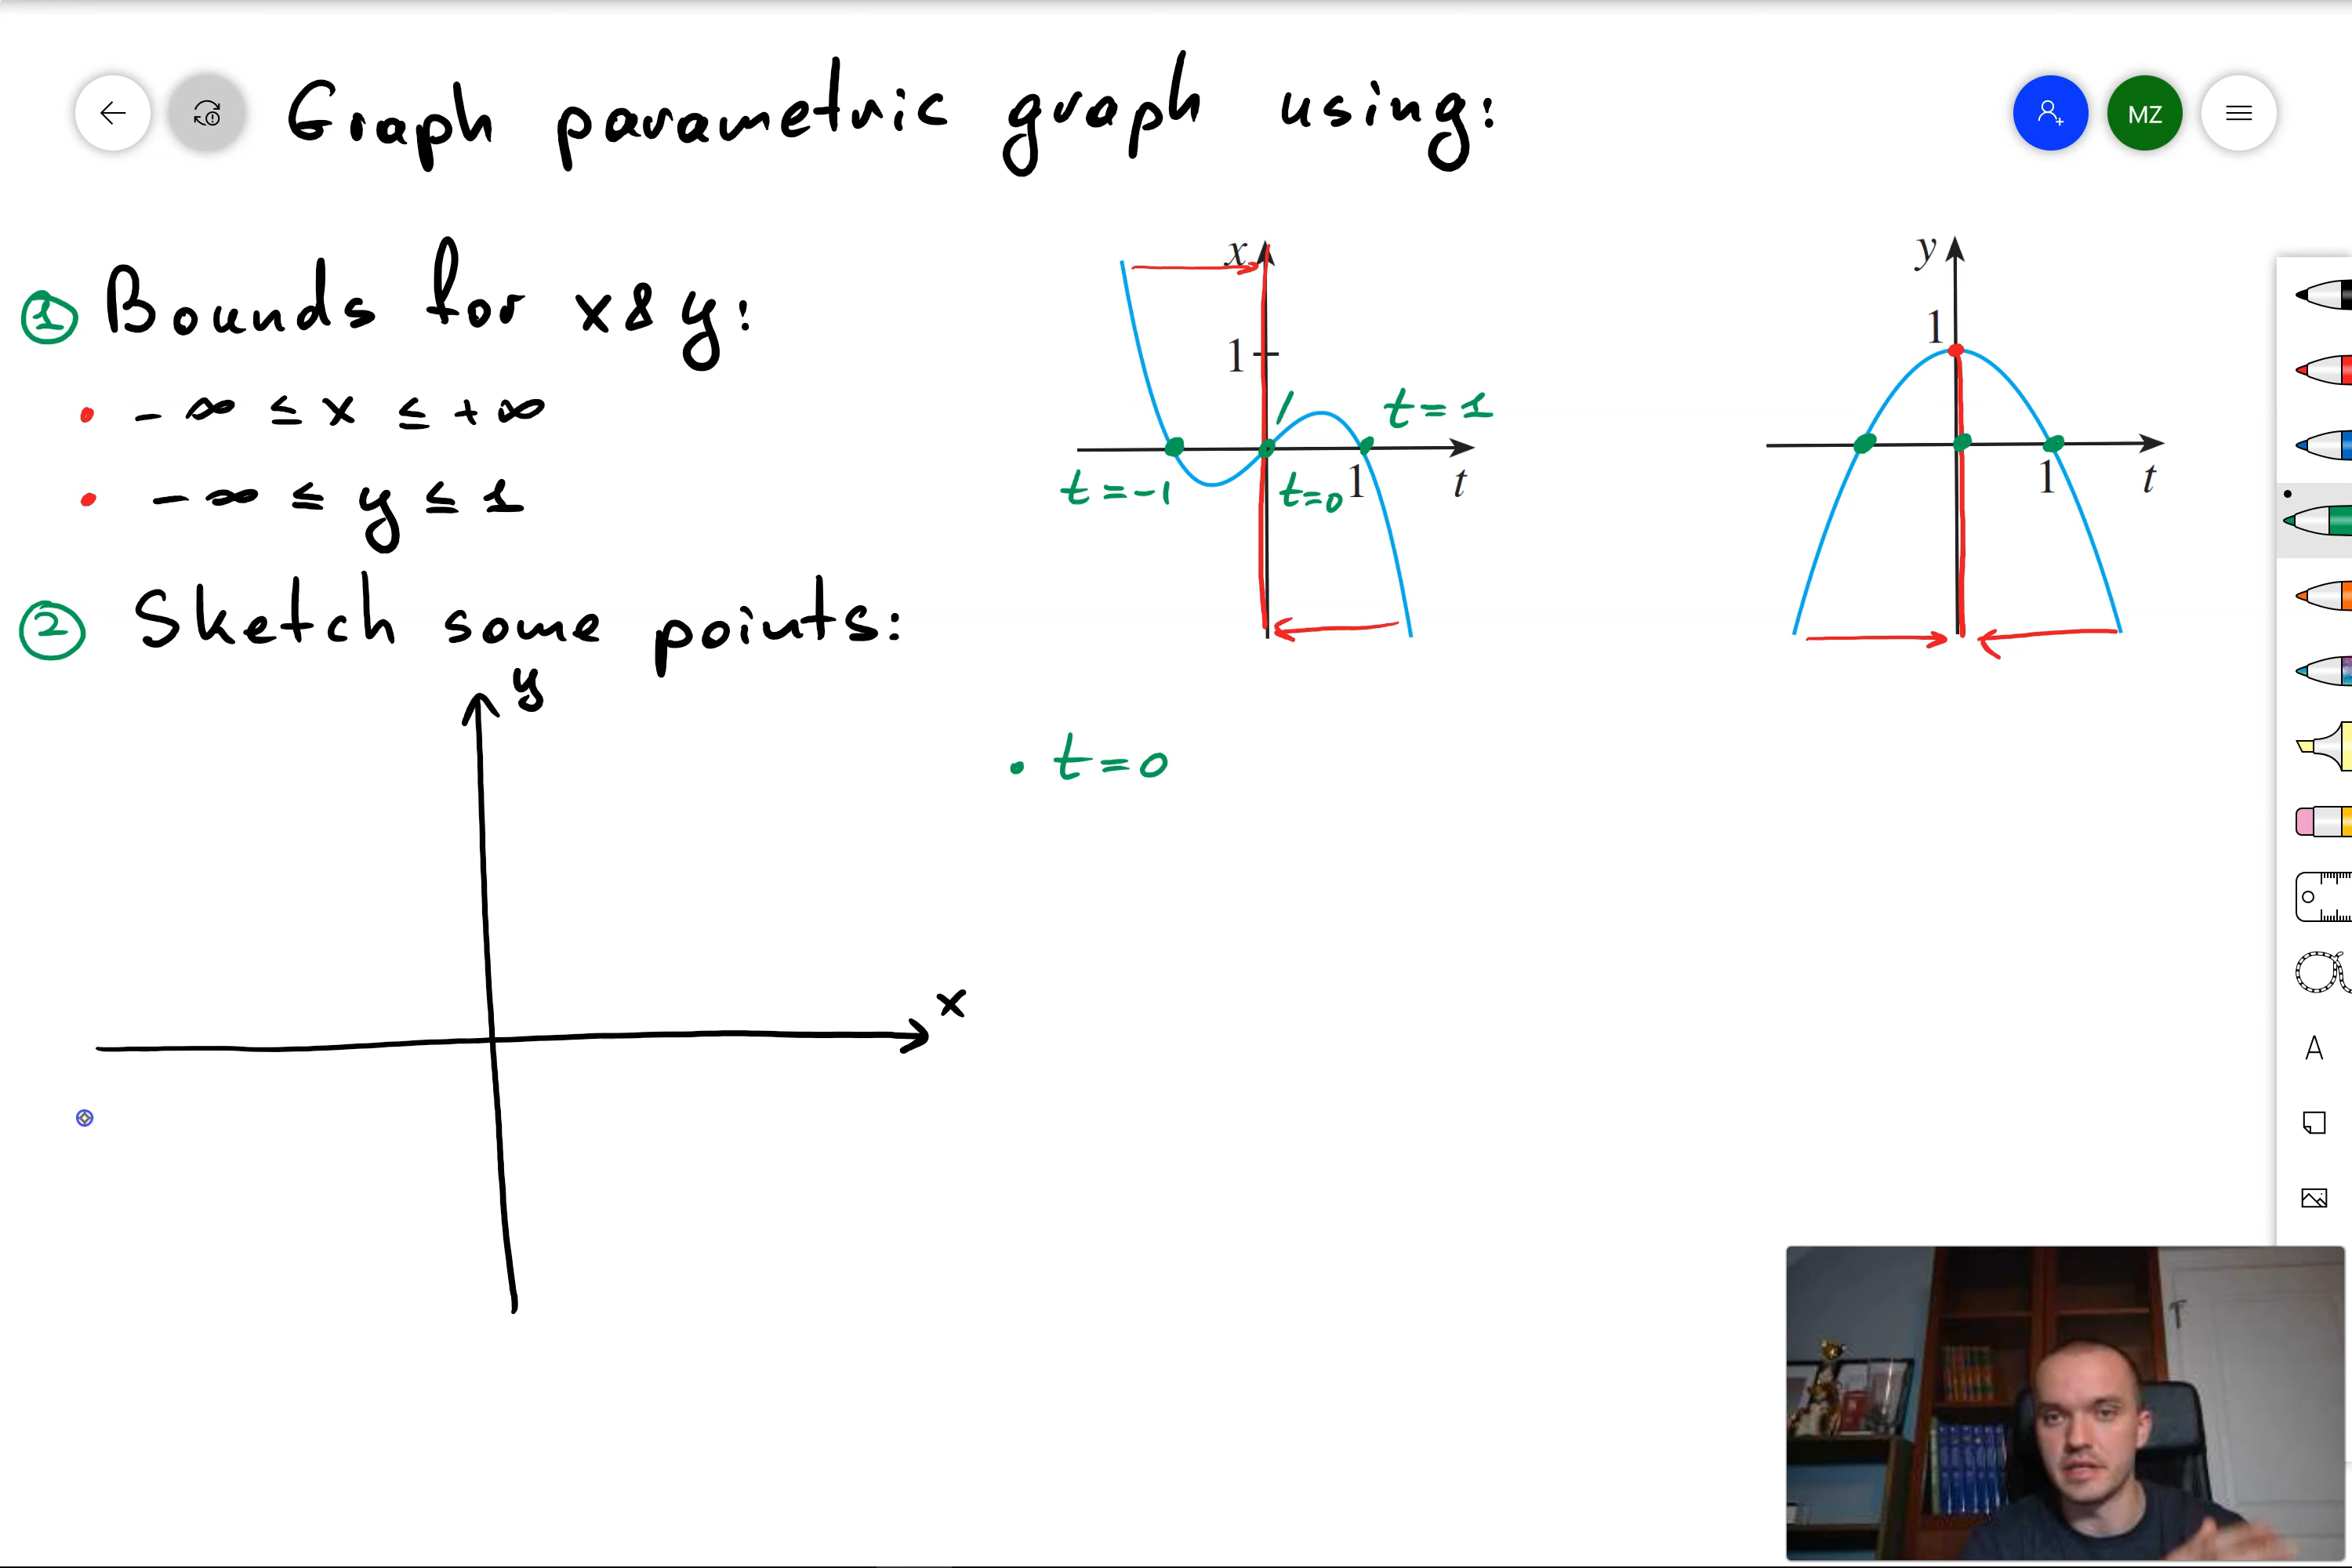 Graph parametric graph using:
MZ
① Bounds for x & y:
• -∞ ≤ x ≤ +∞
• -∞ ≤ y ≤ 1
② Sketch some points:
x
1
t = 1
t = -1
t=0
1
t
y
1
1
t
y
x
• t = 0
A